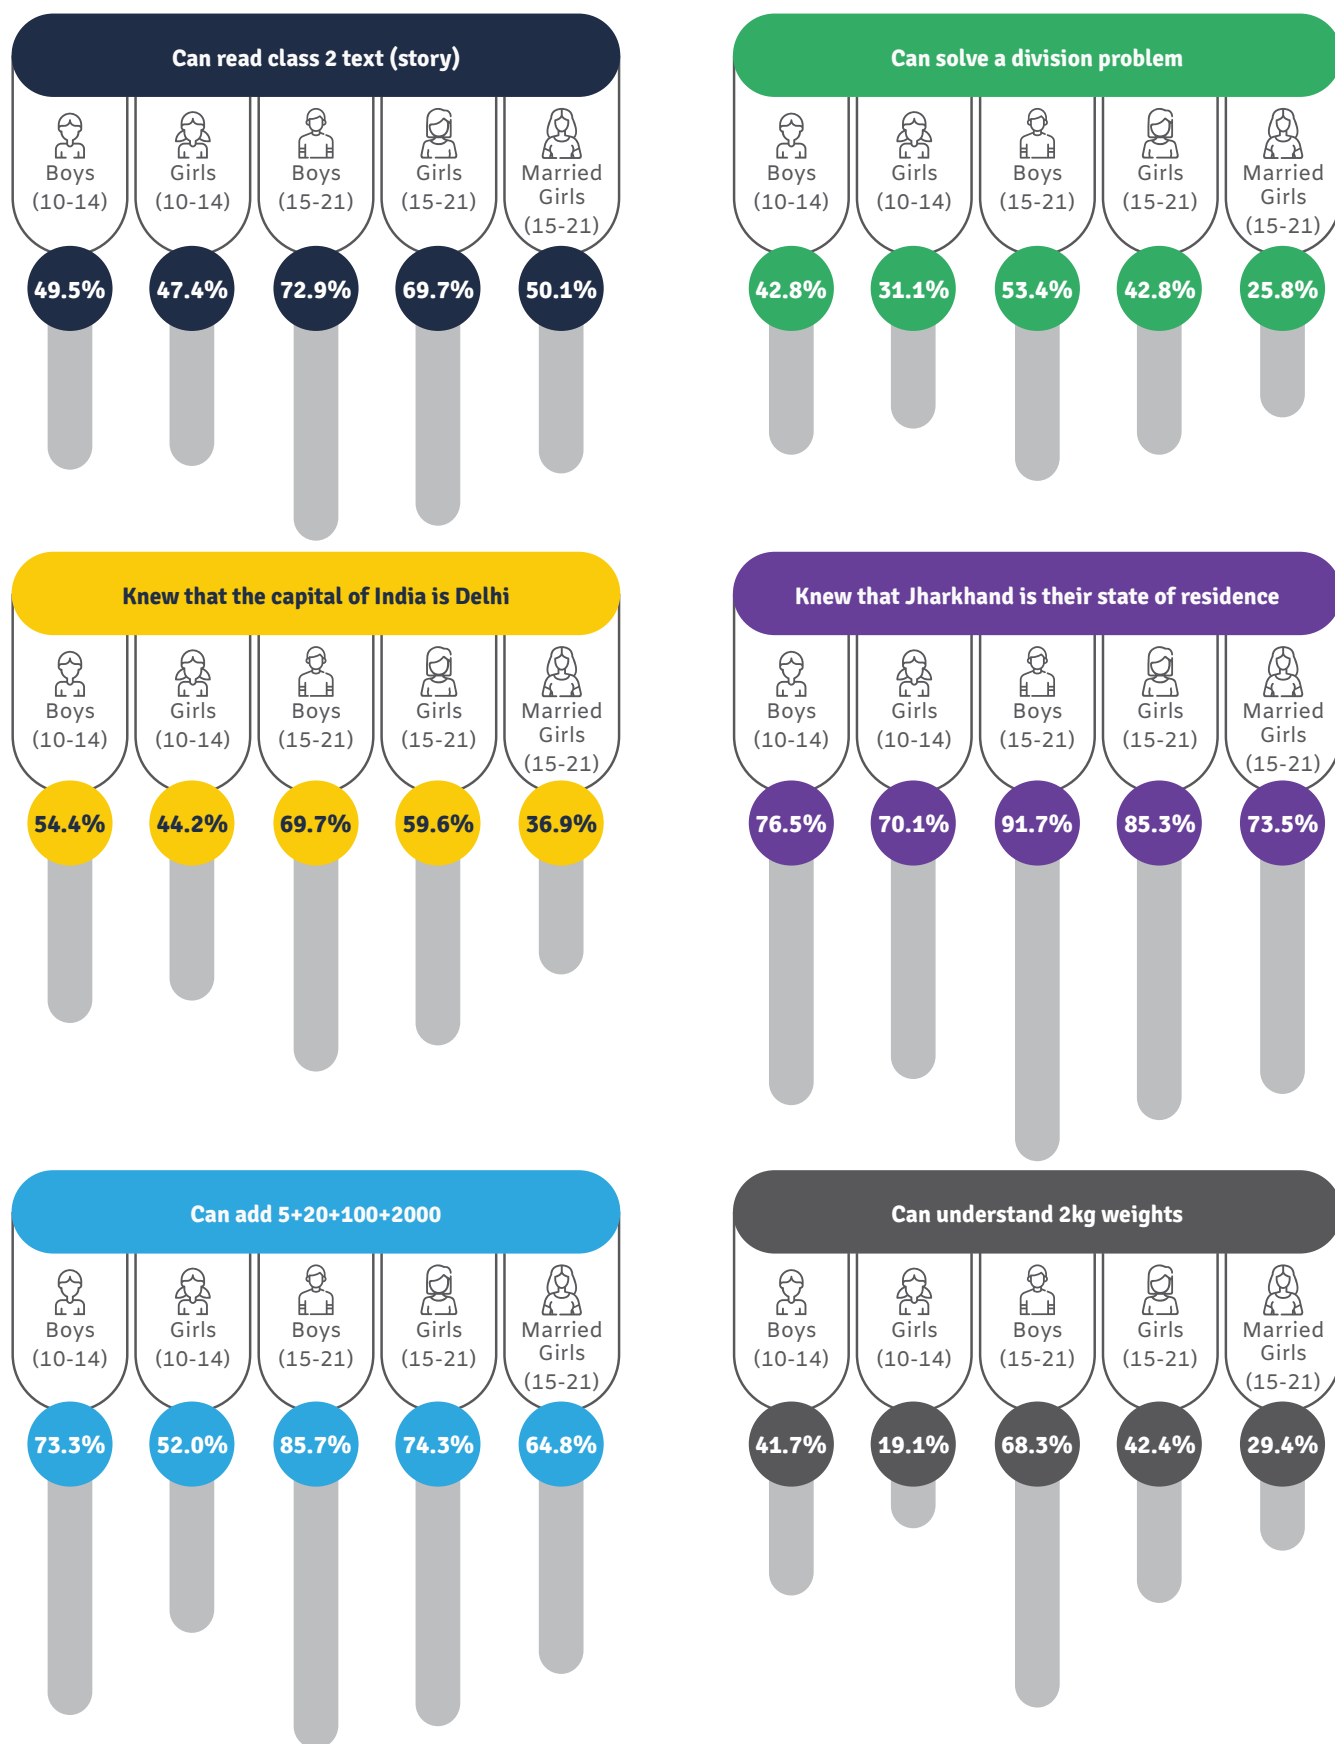 Can read class 2 text (story)
Boys
(10-14)
Girls
(10-14)
Boys
(15-21)
Girls
(15-21)
Married
Girls
(15-21)
49.5%
47.4%
72.9%
69.7%
50.1%
Can solve a division problem
Boys
(10-14)
Girls
(10-14)
Boys
(15-21)
Girls
(15-21)
Married
Girls
(15-21)
42.8%
31.1%
53.4%
42.8%
25.8%
Knew that the capital of India is Delhi
Boys
(10-14)
Girls
(10-14)
Boys
(15-21)
Girls
(15-21)
Married
Girls
(15-21)
54.4%
44.2%
69.7%
59.6%
36.9%
Knew that Jharkhand is their state of residence
Boys
(10-14)
Girls
(10-14)
Boys
(15-21)
Girls
(15-21)
Married
Girls
(15-21)
76.5%
70.1%
91.7%
85.3%
73.5%
Can add 5+20+100+2000
Boys
(10-14)
Girls
(10-14)
Boys
(15-21)
Girls
(15-21)
Married
Girls
(15-21)
73.3%
52.0%
85.7%
74.3%
64.8%
Can understand 2kg weights
Boys
(10-14)
Girls
(10-14)
Boys
(15-21)
Girls
(15-21)
Married
Girls
(15-21)
41.7%
19.1%
68.3%
42.4%
29.4%